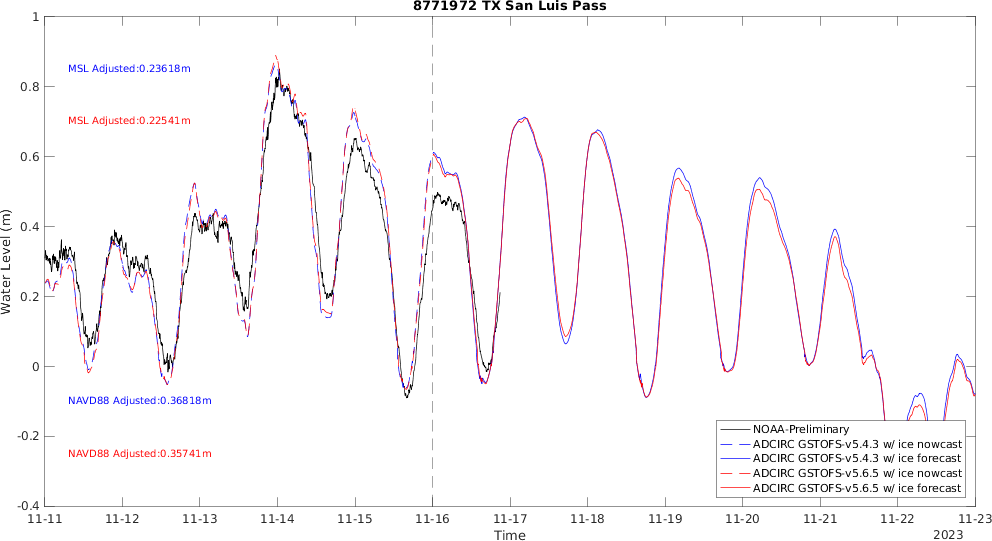 8771972 TX San Luis Pass
1
0.8
0.6
0.4
0.2
0
-0.2
-0.4
Water Level (m)
MSL Adjusted:0.23618m
MSL Adjusted:0.22541m
NAVD88 Adjusted:0.36818m
NAVD88 Adjusted:0.35741m
NOAA-Preliminary
ADCIRC GSTOFS-v5.4.3 w/ ice nowcast
ADCIRC GSTOFS-v5.4.3 w/ ice forecast
ADCIRC GSTOFS-v5.6.5 w/ ice nowcast
ADCIRC GSTOFS-v5.6.5 w/ ice forecast
11-11 11-12 11-13 11-14 11-15 11-16 11-17 11-18 11-19 11-20 11-21 11-22 11-23
Time
2023